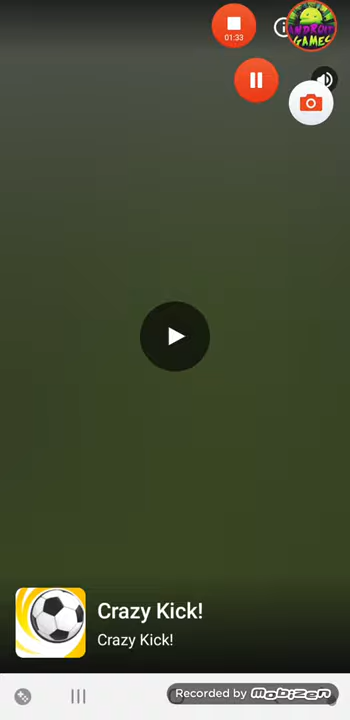 01:33
ANDROID
GAMES
Crazy Kick!
Crazy Kick!
Recorded by mobizen